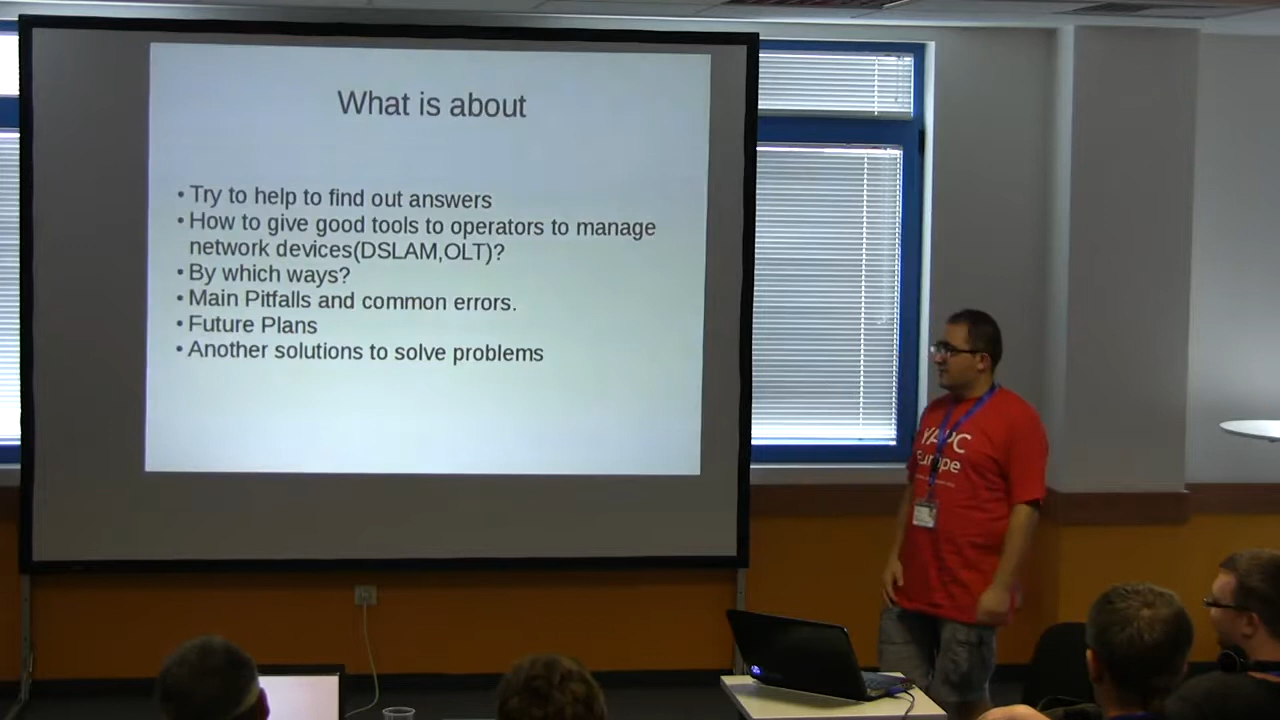 What is about
• Try to help to find out answers
• How to give good tools to operators to manage
network devices(DSLAM,OLT)?
• By which ways?
• Main Pitfalls and common errors.
• Future Plans
• Another solutions to solve problems
YAPC
Europe